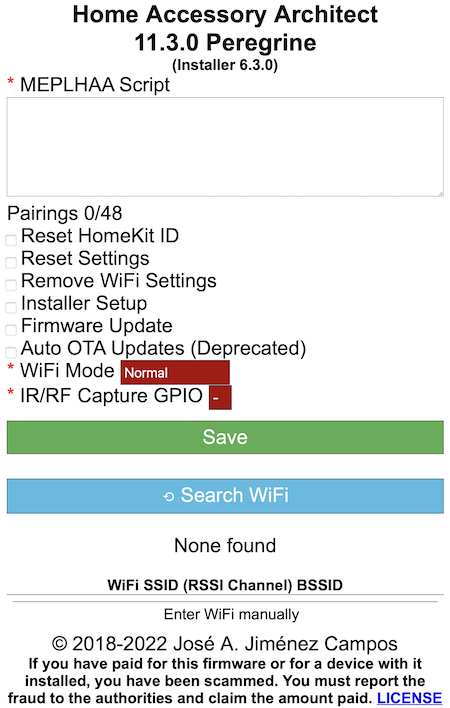 Home Accessory Architect
11.3.0 Peregrine
(Installer 6.3.0)
* MEPLHAA Script
Pairings 0/48
Reset HomeKit ID
Reset Settings
Remove WiFi Settings
Installer Setup
Firmware Update
Auto OTA Updates (Deprecated)
* WiFi Mode Normal
* IR/RF Capture GPIO -
Save
⟲ Search WiFi
None found
WiFi SSID (RSSI Channel) BSSID
Enter WiFi manually
© 2018-2022 José A. Jiménez Campos
If you have paid for this firmware or for a device with it
installed, you have been scammed. You must report the
fraud to the authorities and claim the amount paid. LICENSE